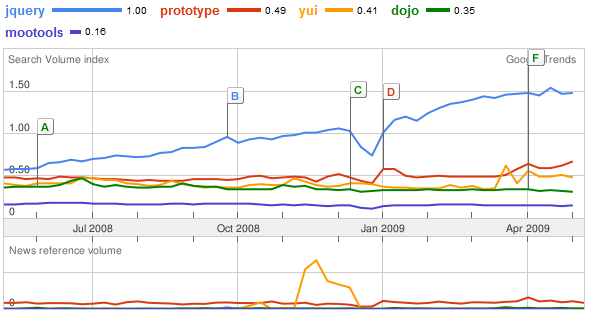 jquery 1.00 prototype 0.49 yui 0.41 dojo 0.35
mootools 0.16
Search Volume index Goog Trends
F
1.50
B
C
D
A
1.00
0.50
0
Jul 2008 Oct 2008 Jan 2009 Apr 2009
News reference volume
0